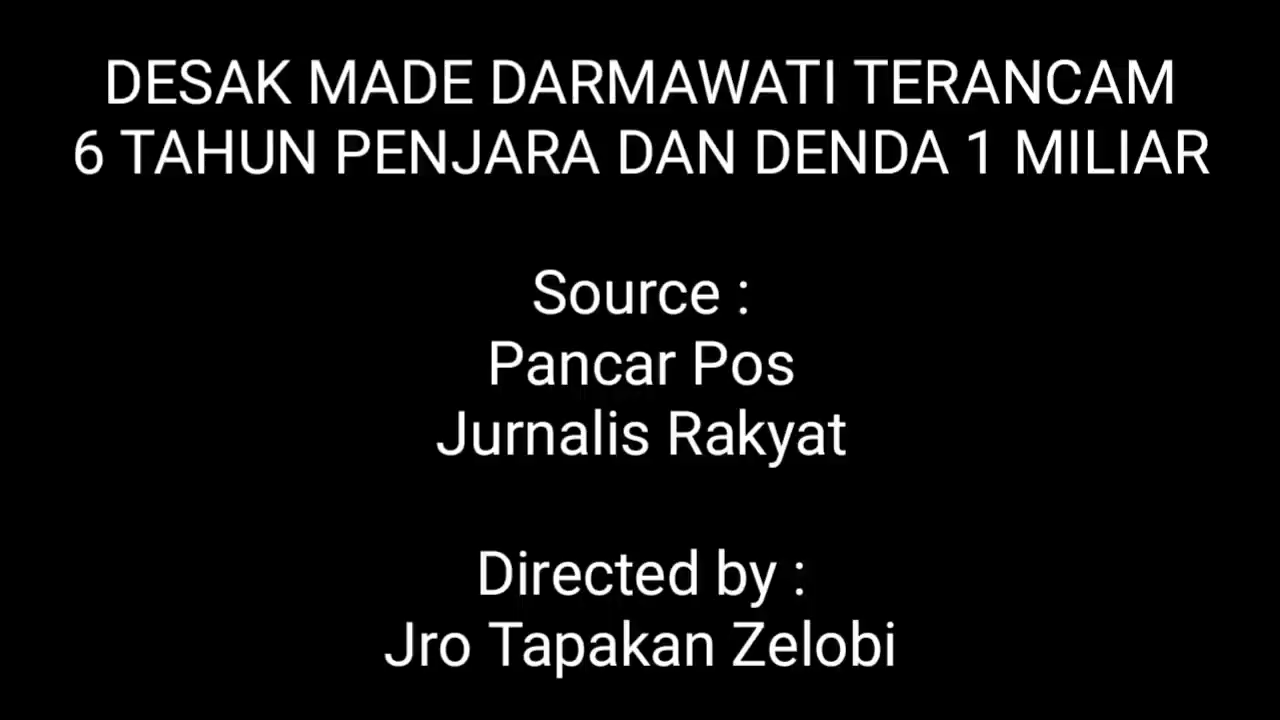 DESAK MADE DARMAWATI TERANCAM
6 TAHUN PENJARA DAN DENDA 1 MILIAR
Source :
Pancar Pos
Jurnalis Rakyat
Directed by :
Jro Tapakan Zelobi